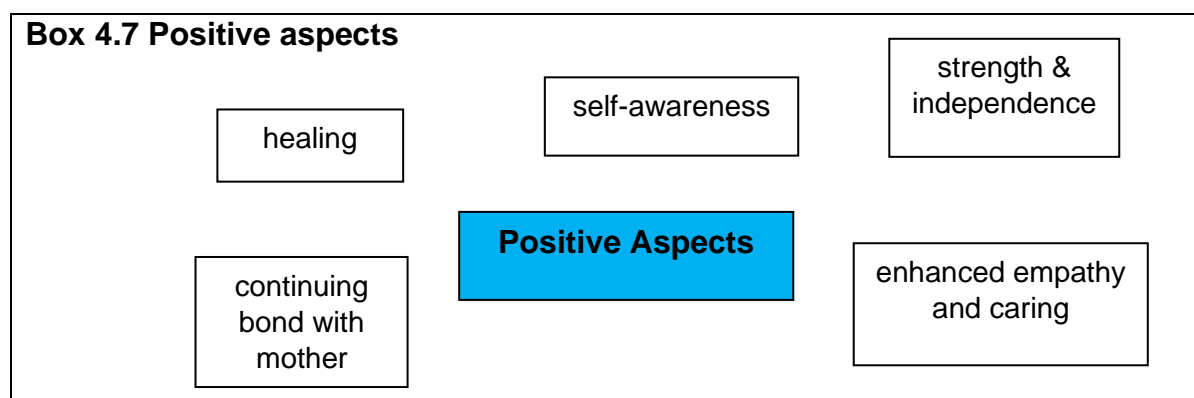 Box 4.7 Positive aspects
healing
self-awareness
strength &
independence
continuing
bond with
mother
Positive Aspects
enhanced empathy
and caring